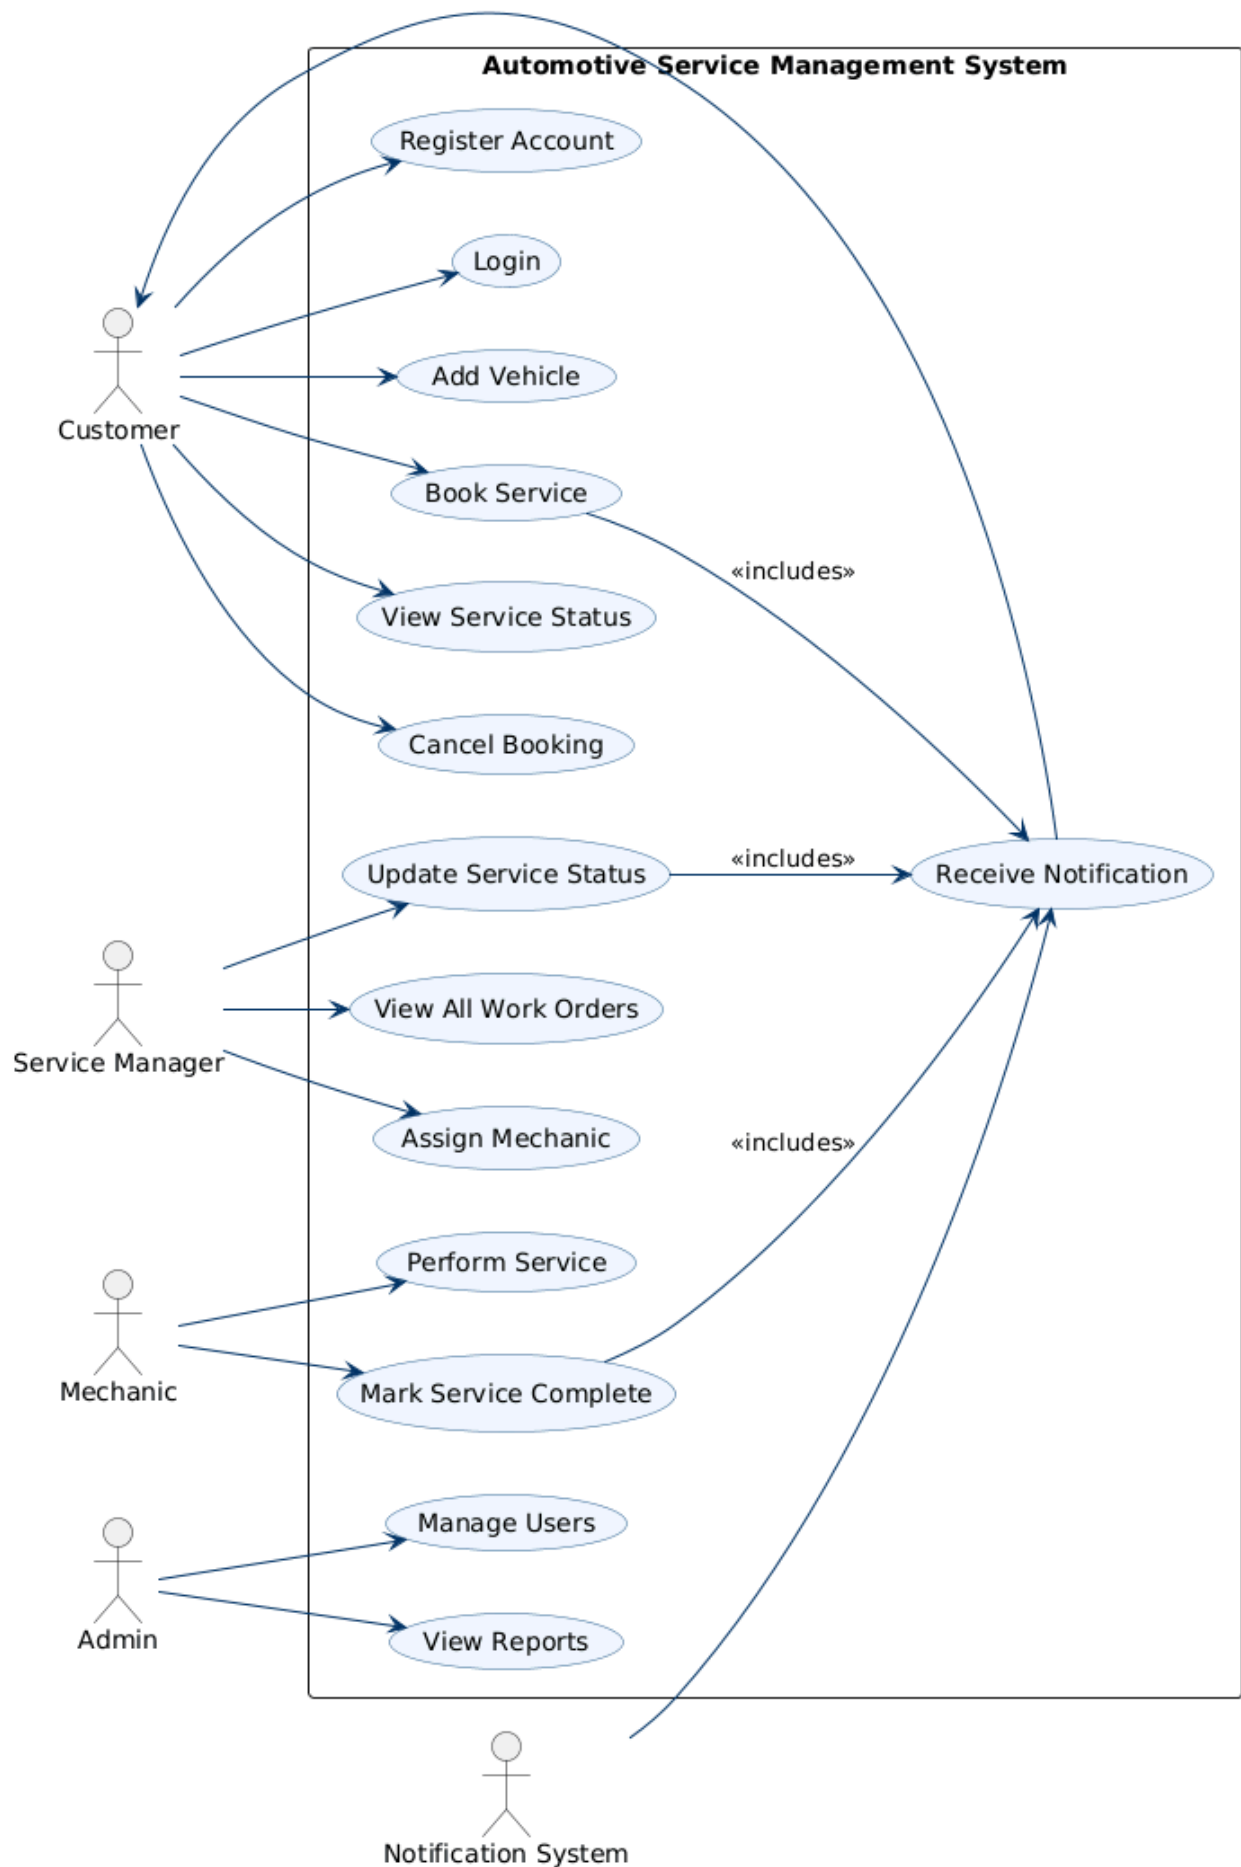 Automotive Service Management System
Register Account
Login
Add Vehicle
Customer
Book Service
«includes»
View Service Status
Cancel Booking
Update Service Status
«includes»
Receive Notification
View All Work Orders
Service Manager
Assign Mechanic
«includes»
Perform Service
Mechanic
Mark Service Complete
Manage Users
Admin
View Reports
Notification System